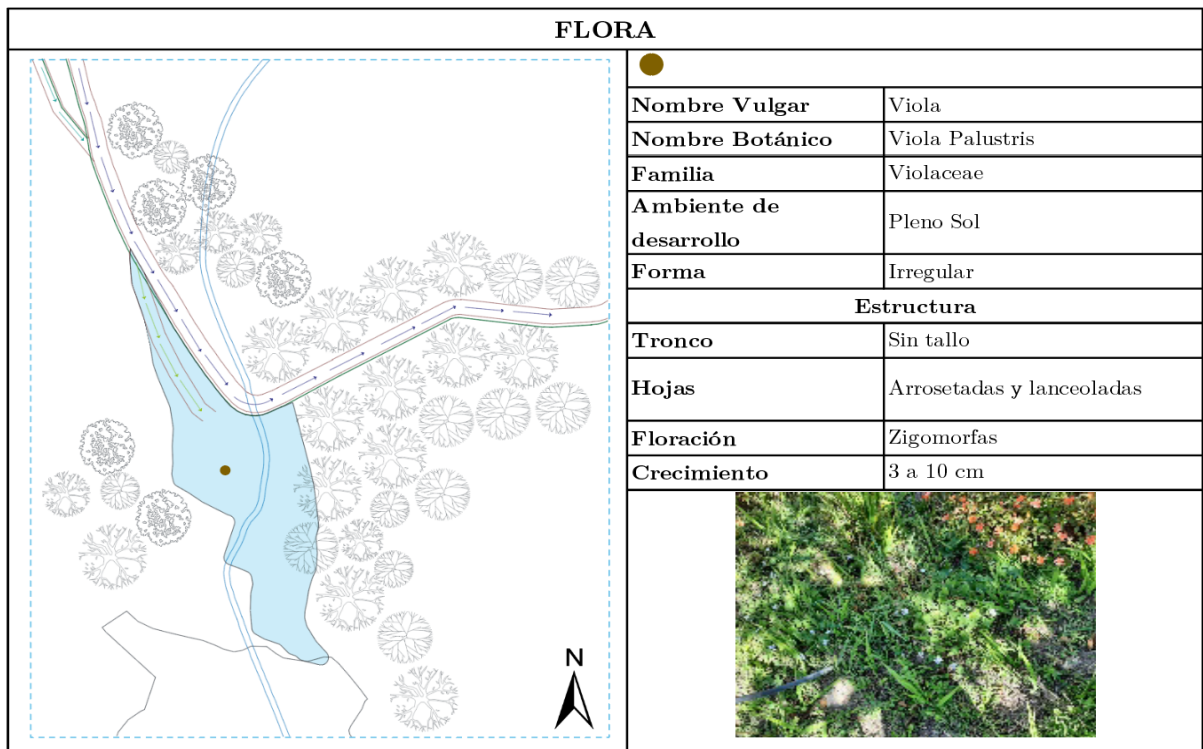 FLORA
Nombre Vulgar Viola
Nombre Botánico Viola Palustris
Familia Violaceae
Ambiente de
desarrollo Pleno Sol
Forma Irregular
Estructura
Tronco Sin tallo
Hojas Arrosetadas y lanceoladas
Floración Zigomorfas
Crecimiento 3 a 10 cm
N